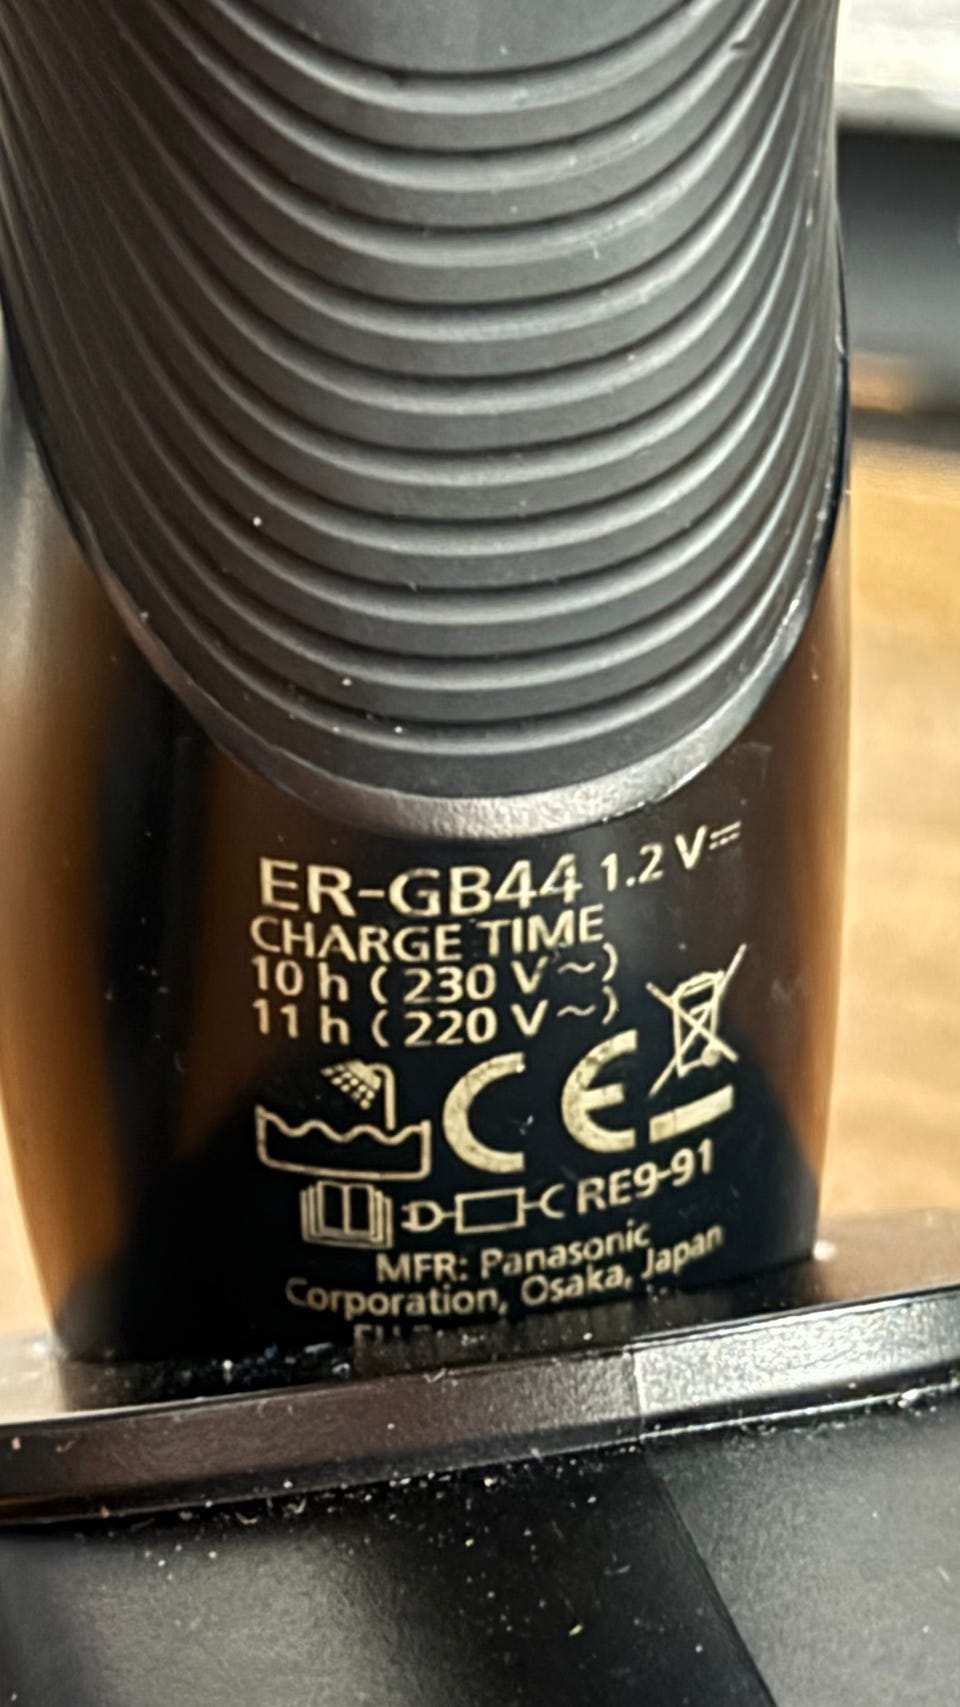 ER-GB44 1.2 V⎓
CHARGE TIME
10 h ( 230 V ~)
11 h ( 220 V ~)
CE
RE9-91
MFR: Panasonic
Corporation, Osaka, Japan